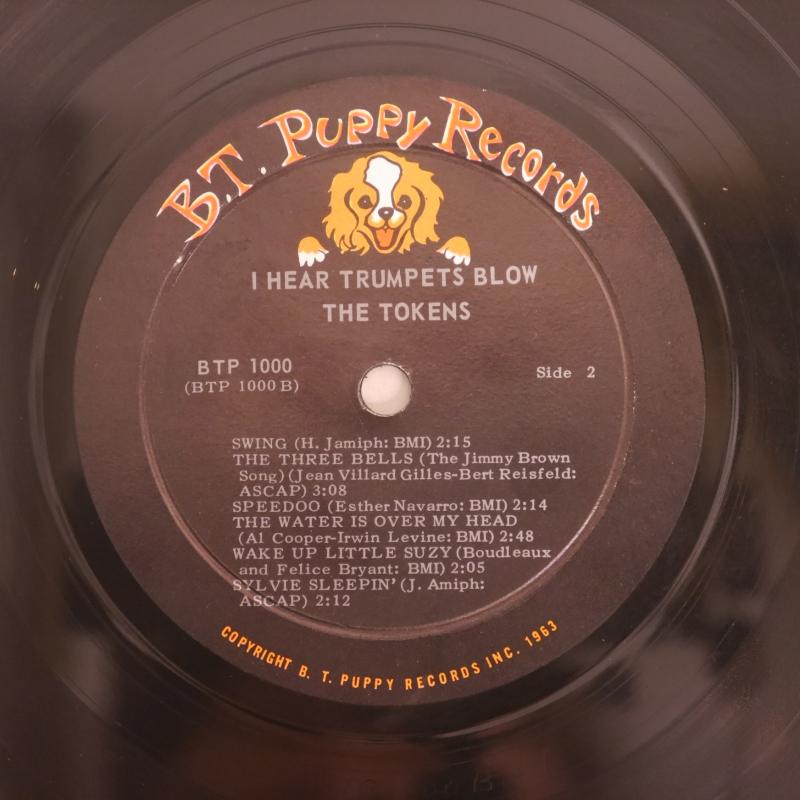 B.T. Puppy Records
I HEAR TRUMPETS BLOW
THE TOKENS
BTP 1000
(BTP 1000 B)
Side 2
SWING (H. Jamiph: BMI) 2:15
THE THREE BELLS (The Jimmy Brown
Song) (Jean Villard Gilles-Bert Reisfeld:
ASCAP) 3:08
SPEEDOO (Esther Navarro: BMI) 2:14
THE WATER IS OVER MY HEAD
(Al Cooper-Irwin Levine: BMI) 2:48
WAKE UP LITTLE SUZY (Boudleaux
and Felice Bryant: BMI) 2:05
SYLVIE SLEEPIN' (J. Amiph:
ASCAP) 2:12
COPYRIGHT B. T. PUPPY RECORDS INC. 1963